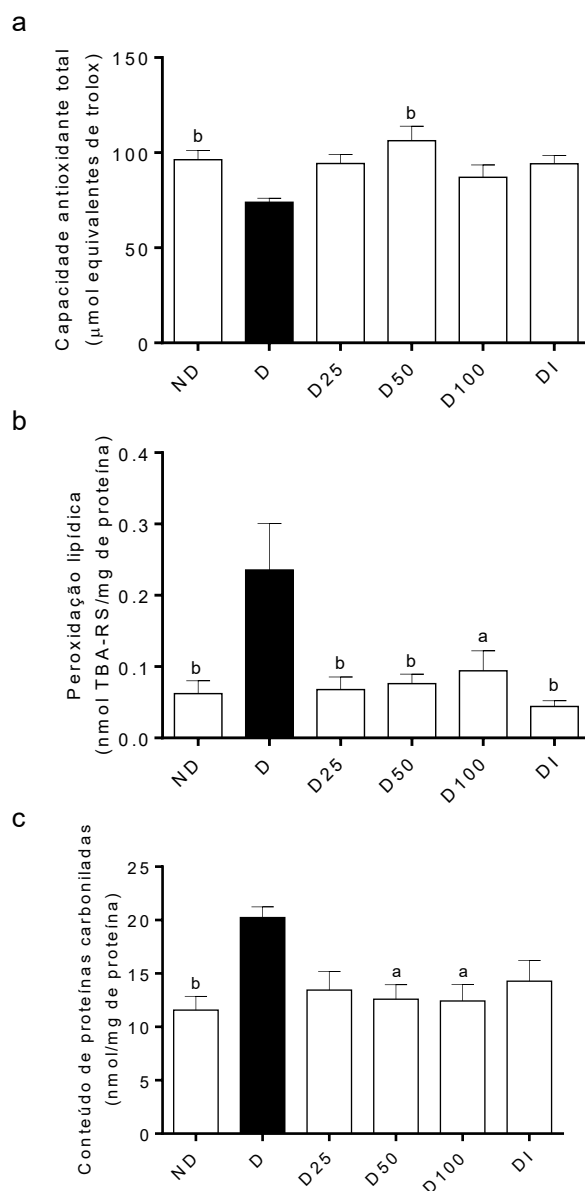 a
Capacidade antioxidante total
(µmol equivalentes de trolox)
150
100
50
0
b
b
ND
D
D25
D50
D100
DI
b
Peroxidação lipídica
(nmol TBA-RS/mg de proteína)
0.4
0.3
0.2
0.1
0.0
b
b
b
a
b
ND
D
D25
D50
D100
DI
c
Conteúdo de proteínas carboniladas
(nmol/mg de proteína)
25
20
15
10
5
0
b
a
a
ND
D
D25
D50
D100
DI